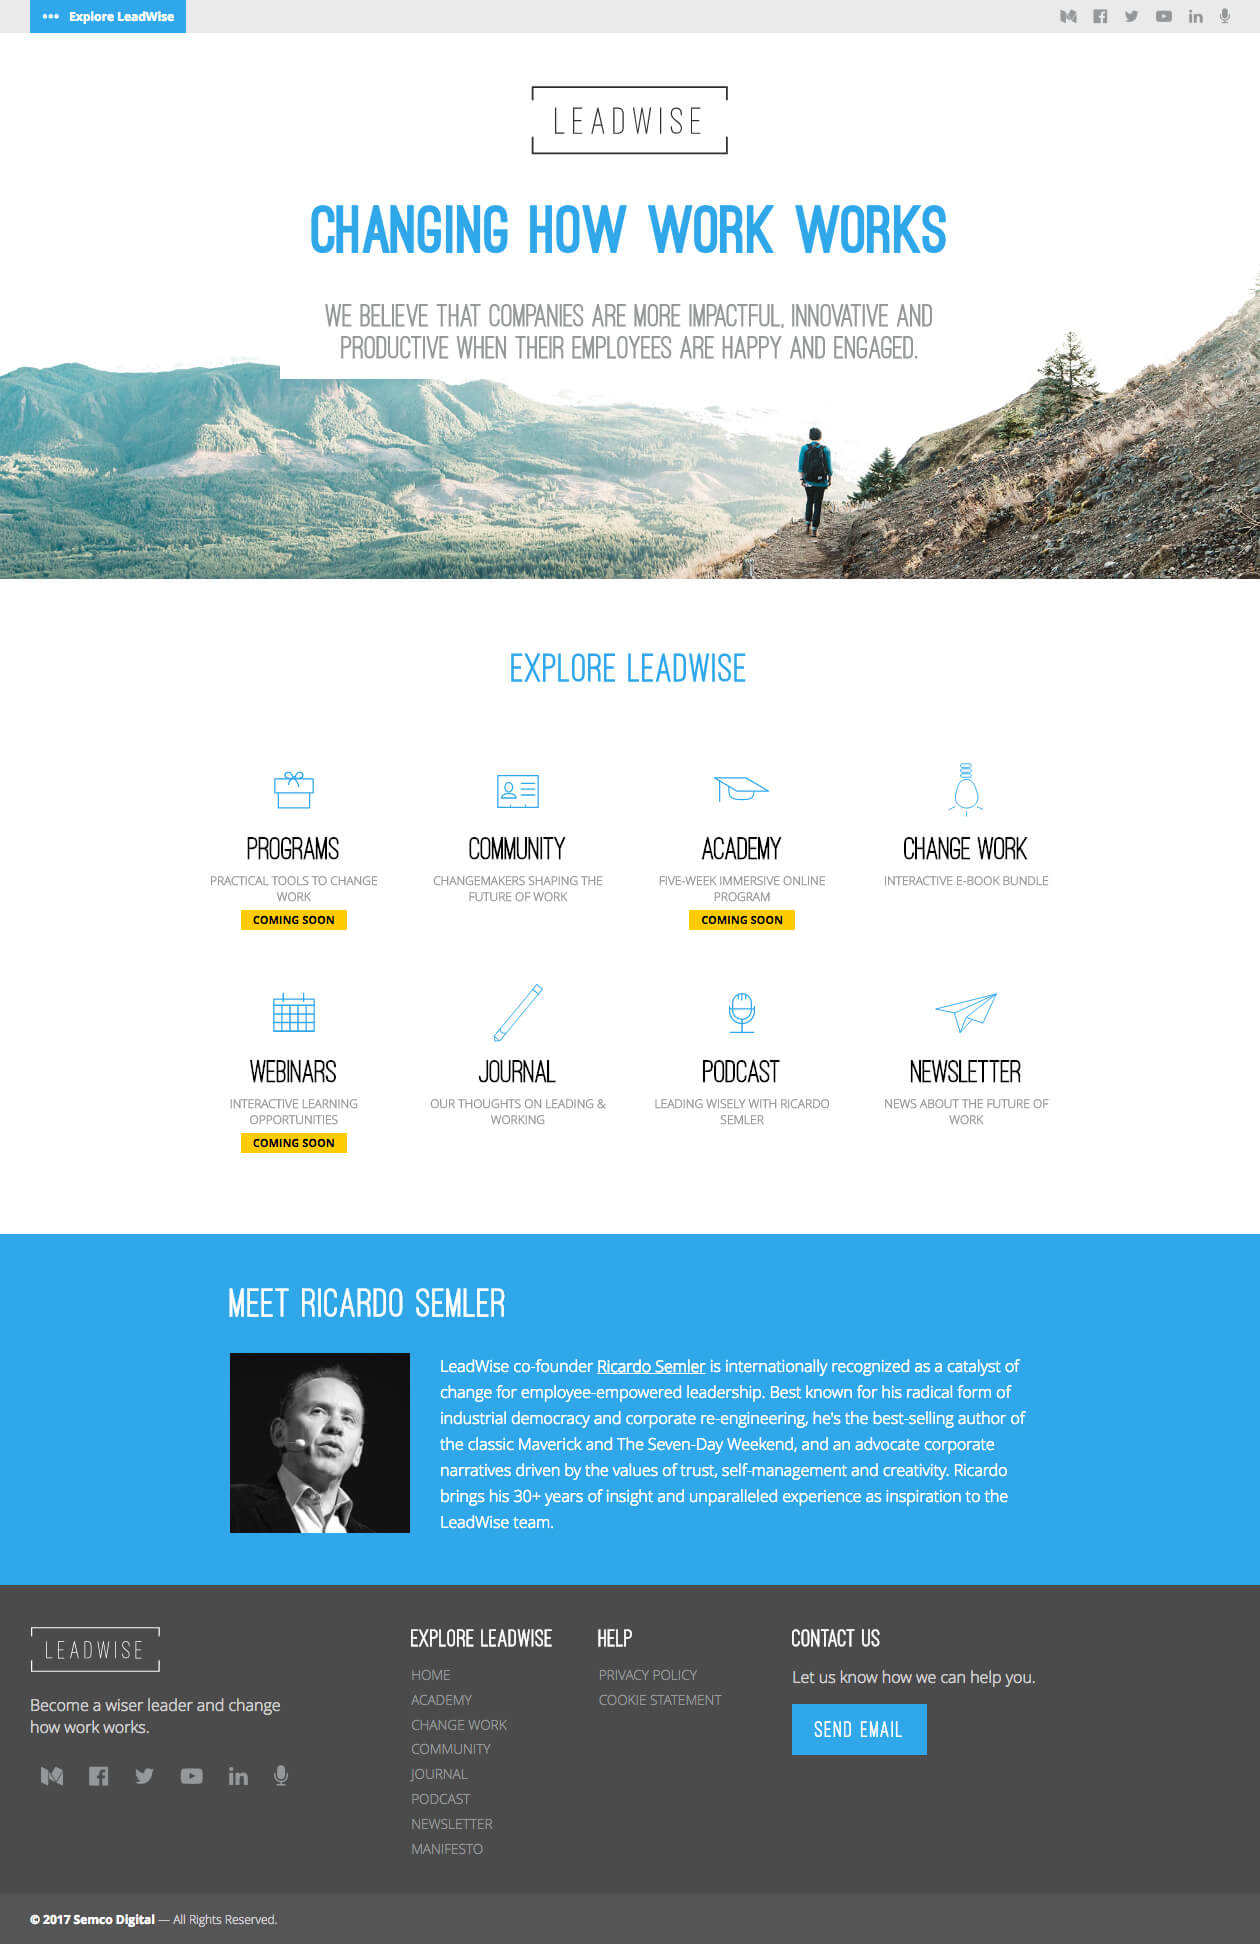 Explore LeadWise
LEADWISE
CHANGING HOW WORK WORKS
WE BELIEVE THAT COMPANIES ARE MORE IMPACTFUL, INNOVATIVE AND
PRODUCTIVE WHEN THEIR EMPLOYEES ARE HAPPY AND ENGAGED.
EXPLORE LEADWISE
PROGRAMS
PRACTICAL TOOLS TO CHANGE
WORK
COMING SOON
COMMUNITY
CHANGEMAKERS SHAPING THE
FUTURE OF WORK
ACADEMY
FIVE-WEEK IMMERSIVE ONLINE
PROGRAM
COMING SOON
CHANGE WORK
INTERACTIVE E-BOOK BUNDLE
WEBINARS
INTERACTIVE LEARNING
OPPORTUNITIES
COMING SOON
JOURNAL
OUR THOUGHTS ON LEADING &
WORKING
PODCAST
LEADING WISELY WITH RICARDO
SEMLER
NEWSLETTER
NEWS ABOUT THE FUTURE OF
WORK
MEET RICARDO SEMLER
LeadWise co-founder Ricardo Semler is internationally recognized as a catalyst of
change for employee-empowered leadership. Best known for his radical form of
industrial democracy and corporate re-engineering, he's the best-selling author of
the classic Maverick and The Seven-Day Weekend, and an advocate corporate
narratives driven by the values of trust, self-management and creativity. Ricardo
brings his 30+ years of insight and unparalleled experience as inspiration to the
LeadWise team.
LEADWISE
Become a wiser leader and change
how work works.
EXPLORE LEADWISE
HOME
ACADEMY
CHANGE WORK
COMMUNITY
JOURNAL
PODCAST
NEWSLETTER
MANIFESTO
HELP
PRIVACY POLICY
COOKIE STATEMENT
CONTACT US
Let us know how we can help you.
SEND EMAIL
© 2017 Semco Digital — All Rights Reserved.